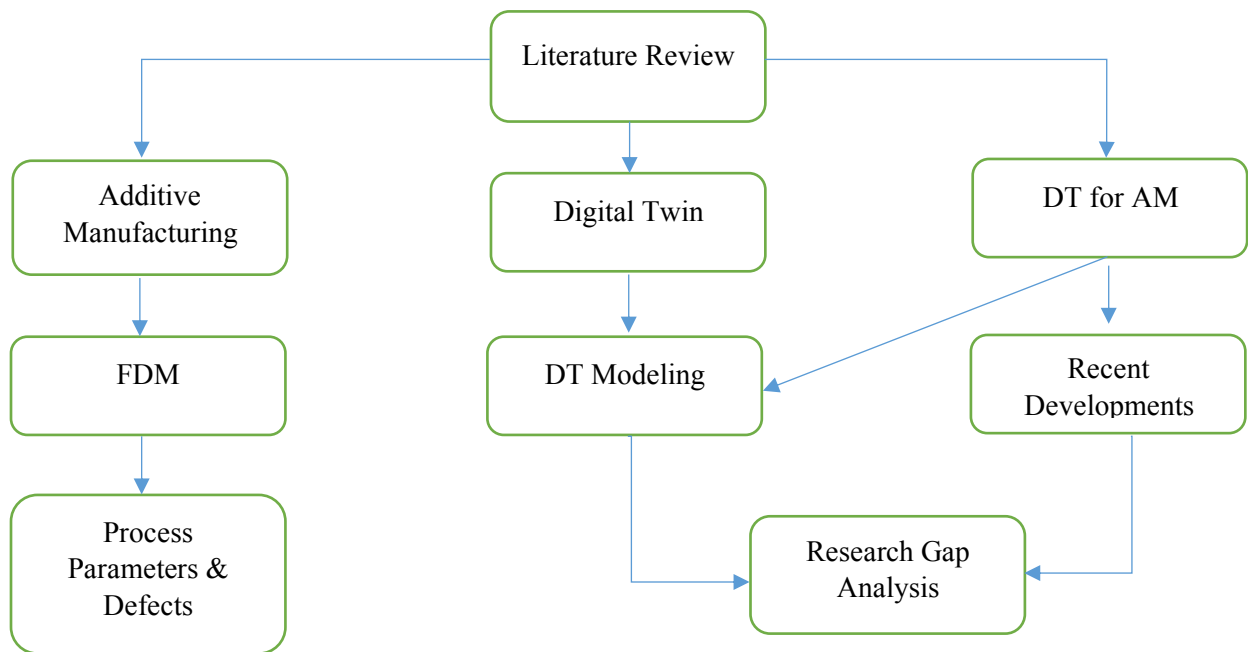 Literature Review
Additive
Manufacturing
Digital Twin
DT for AM
FDM
DT Modeling
Recent
Developments
Process
Parameters &
Defects
Research Gap
Analysis